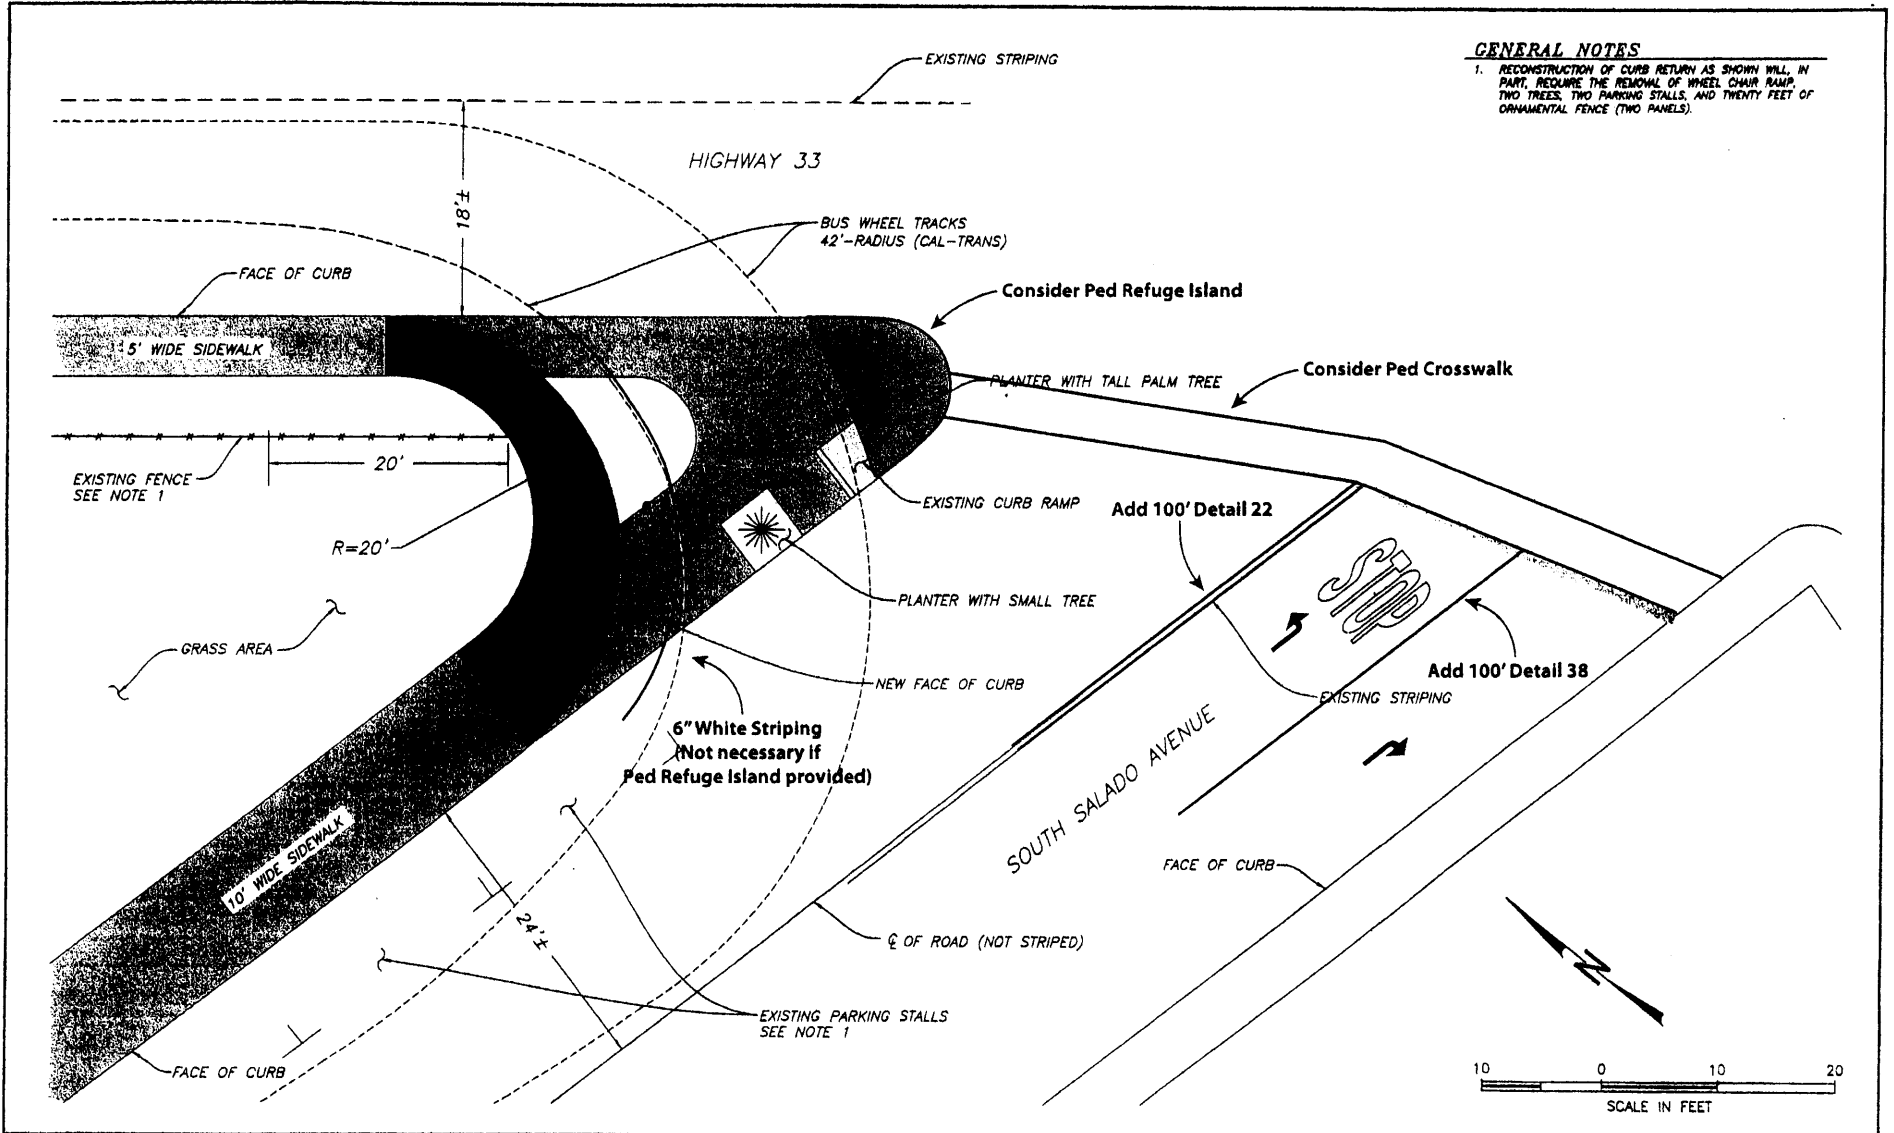 EXISTING STRIPING
GENERAL NOTES
1. RECONSTRUCTION OF CURB RETURN AS SHOWN WILL, IN
PART, REQUIRE THE REMOVAL OF WHEEL CHAIR RAMP,
TWO TREES, TWO PARKING STALLS, AND TWENTY FEET OF
ORNAMENTAL FENCE (TWO PANELS).
HIGHWAY 33
18'±
BUS WHEEL TRACKS
42'-RADIUS (CAL-TRANS)
FACE OF CURB
Consider Ped Refuge Island
5' WIDE SIDEWALK
PLANTER WITH TALL PALM TREE
Consider Ped Crosswalk
20'
EXISTING FENCE
SEE NOTE 1
EXISTING CURB RAMP
Add 100' Detail 22
R=20'
STOP
PLANTER WITH SMALL TREE
GRASS AREA
NEW FACE OF CURB
Add 100' Detail 38
EXISTING STRIPING
6" White Striping
(Not necessary if
Ped Refuge Island provided)
SOUTH SALADO AVENUE
10' WIDE SIDEWALK
FACE OF CURB
24'±
℄ OF ROAD (NOT STRIPED)
N
EXISTING PARKING STALLS
SEE NOTE 1
FACE OF CURB
10 0 10 20
SCALE IN FEET